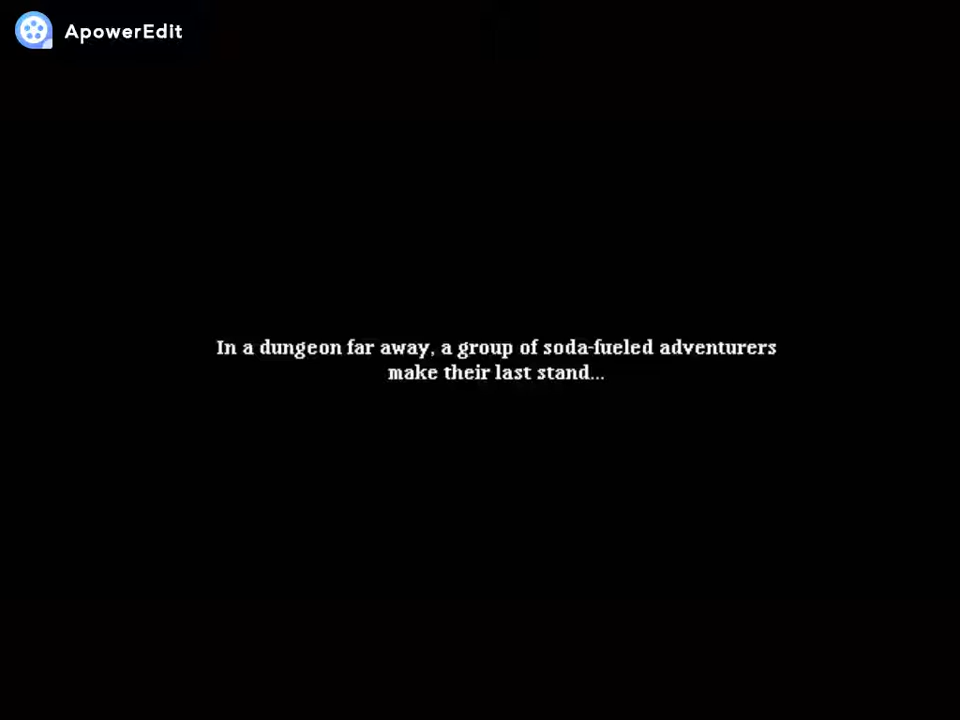 ApowerEdit
In a dungeon far away, a group of soda-fueled adventurers
make their last stand...